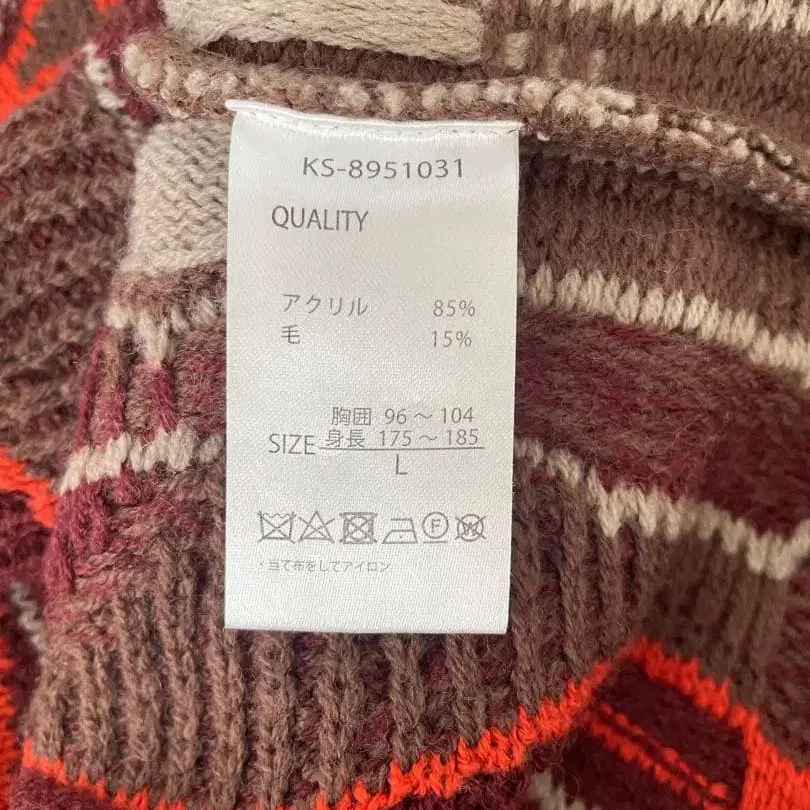 KS-8951031
QUALITY
アクリル 85%
毛 15%
胸囲 96～104
SIZE 身長 175～185
L
F
W
・当て布をしてアイロン